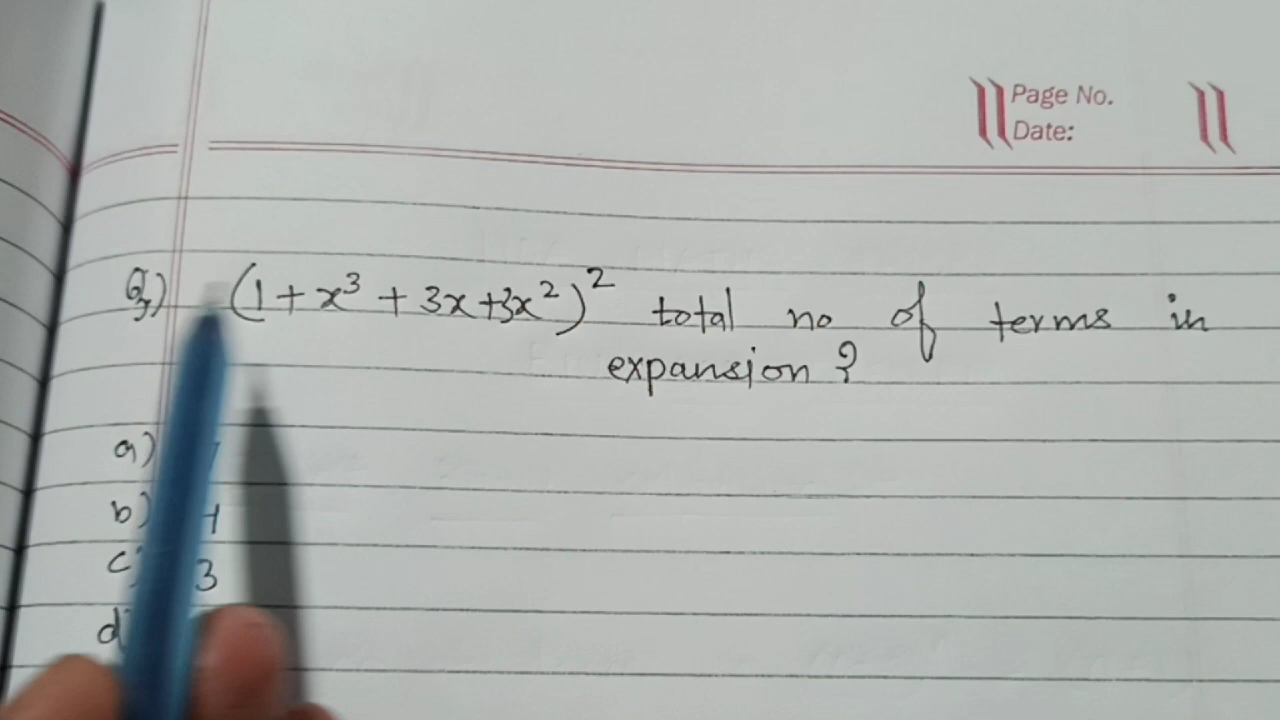 Page No.
Date:
Q) (1 + x³ + 3x + 3x²)² total no of terms in
expansion ?
a)
b)
c) 3
d)